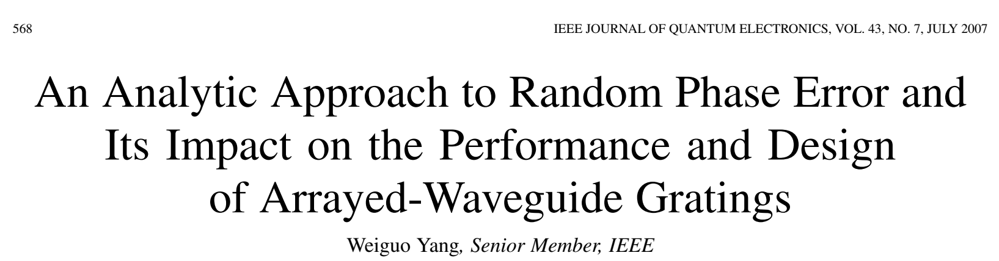 568
IEEE JOURNAL OF QUANTUM ELECTRONICS, VOL. 43, NO. 7, JULY 2007
An Analytic Approach to Random Phase Error and
Its Impact on the Performance and Design
of Arrayed-Waveguide Gratings
Weiguo Yang, Senior Member, IEEE